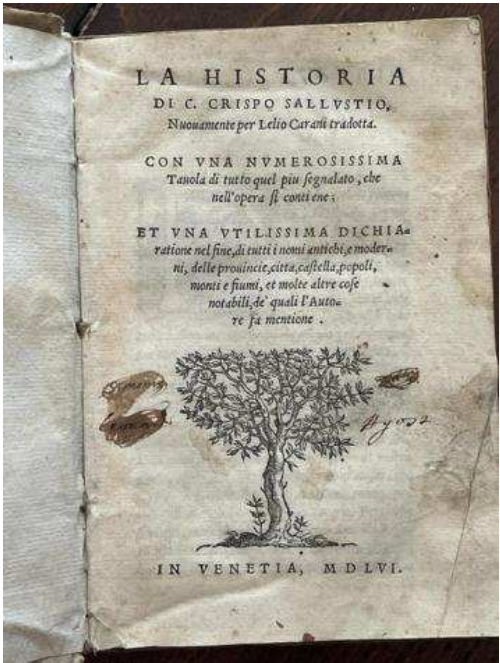 LA HISTORIA
DI C. CRISPO SALLVSTIO,
Nuouamente per Lelio Carani tradotta.
CON VNA NVMEROSISSIMA
Tauola di tutto quel piu ſegnalato, che
nell'opera ſi contiene;
ET VNA VTILISSIMA DICHIA=
ratione nel fine, di tutti i nomi antichi, e moder=
ni, delle prouincie, citta, caſtella, popoli,
monti e fiumi, et molte altre coſe
notabili, de' quali l'Auto=
re fa mentione.
IN VENETIA, MDLVI.